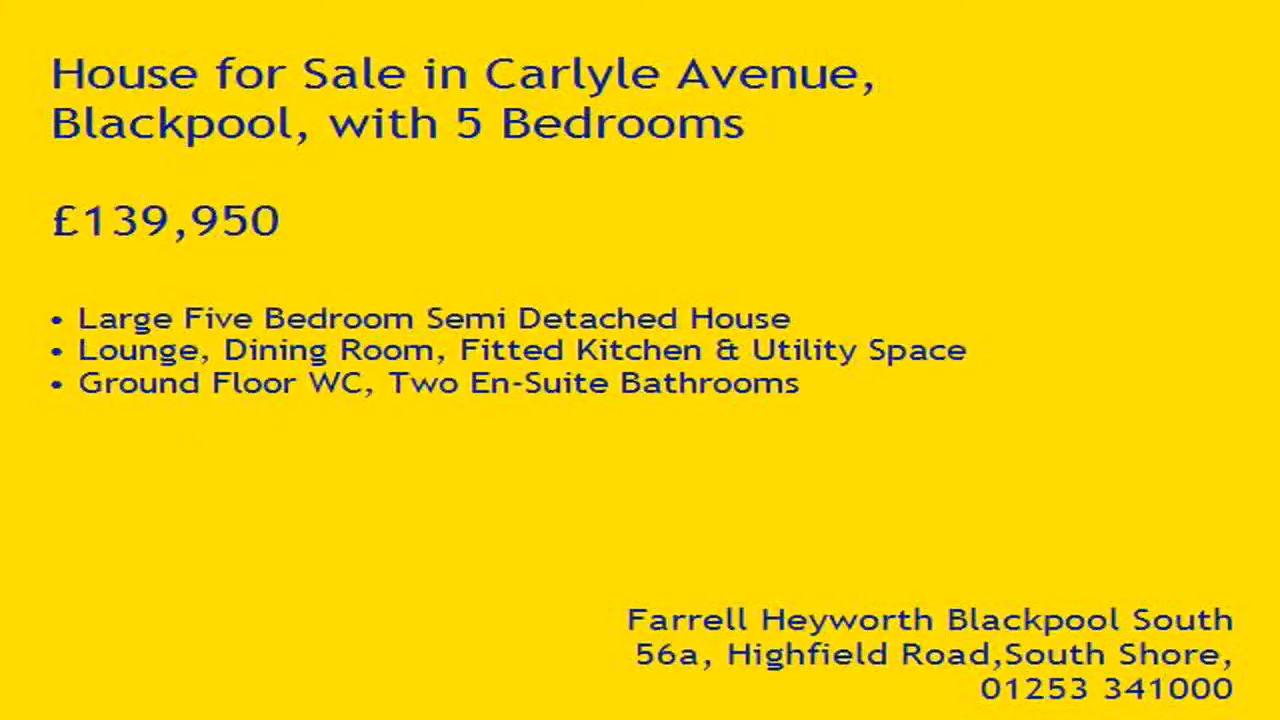 House for Sale in Carlyle Avenue,
Blackpool, with 5 Bedrooms
£139,950
• Large Five Bedroom Semi Detached House
• Lounge, Dining Room, Fitted Kitchen & Utility Space
• Ground Floor WC, Two En-Suite Bathrooms
Farrell Heyworth Blackpool South
56a, Highfield Road,South Shore,
01253 341000